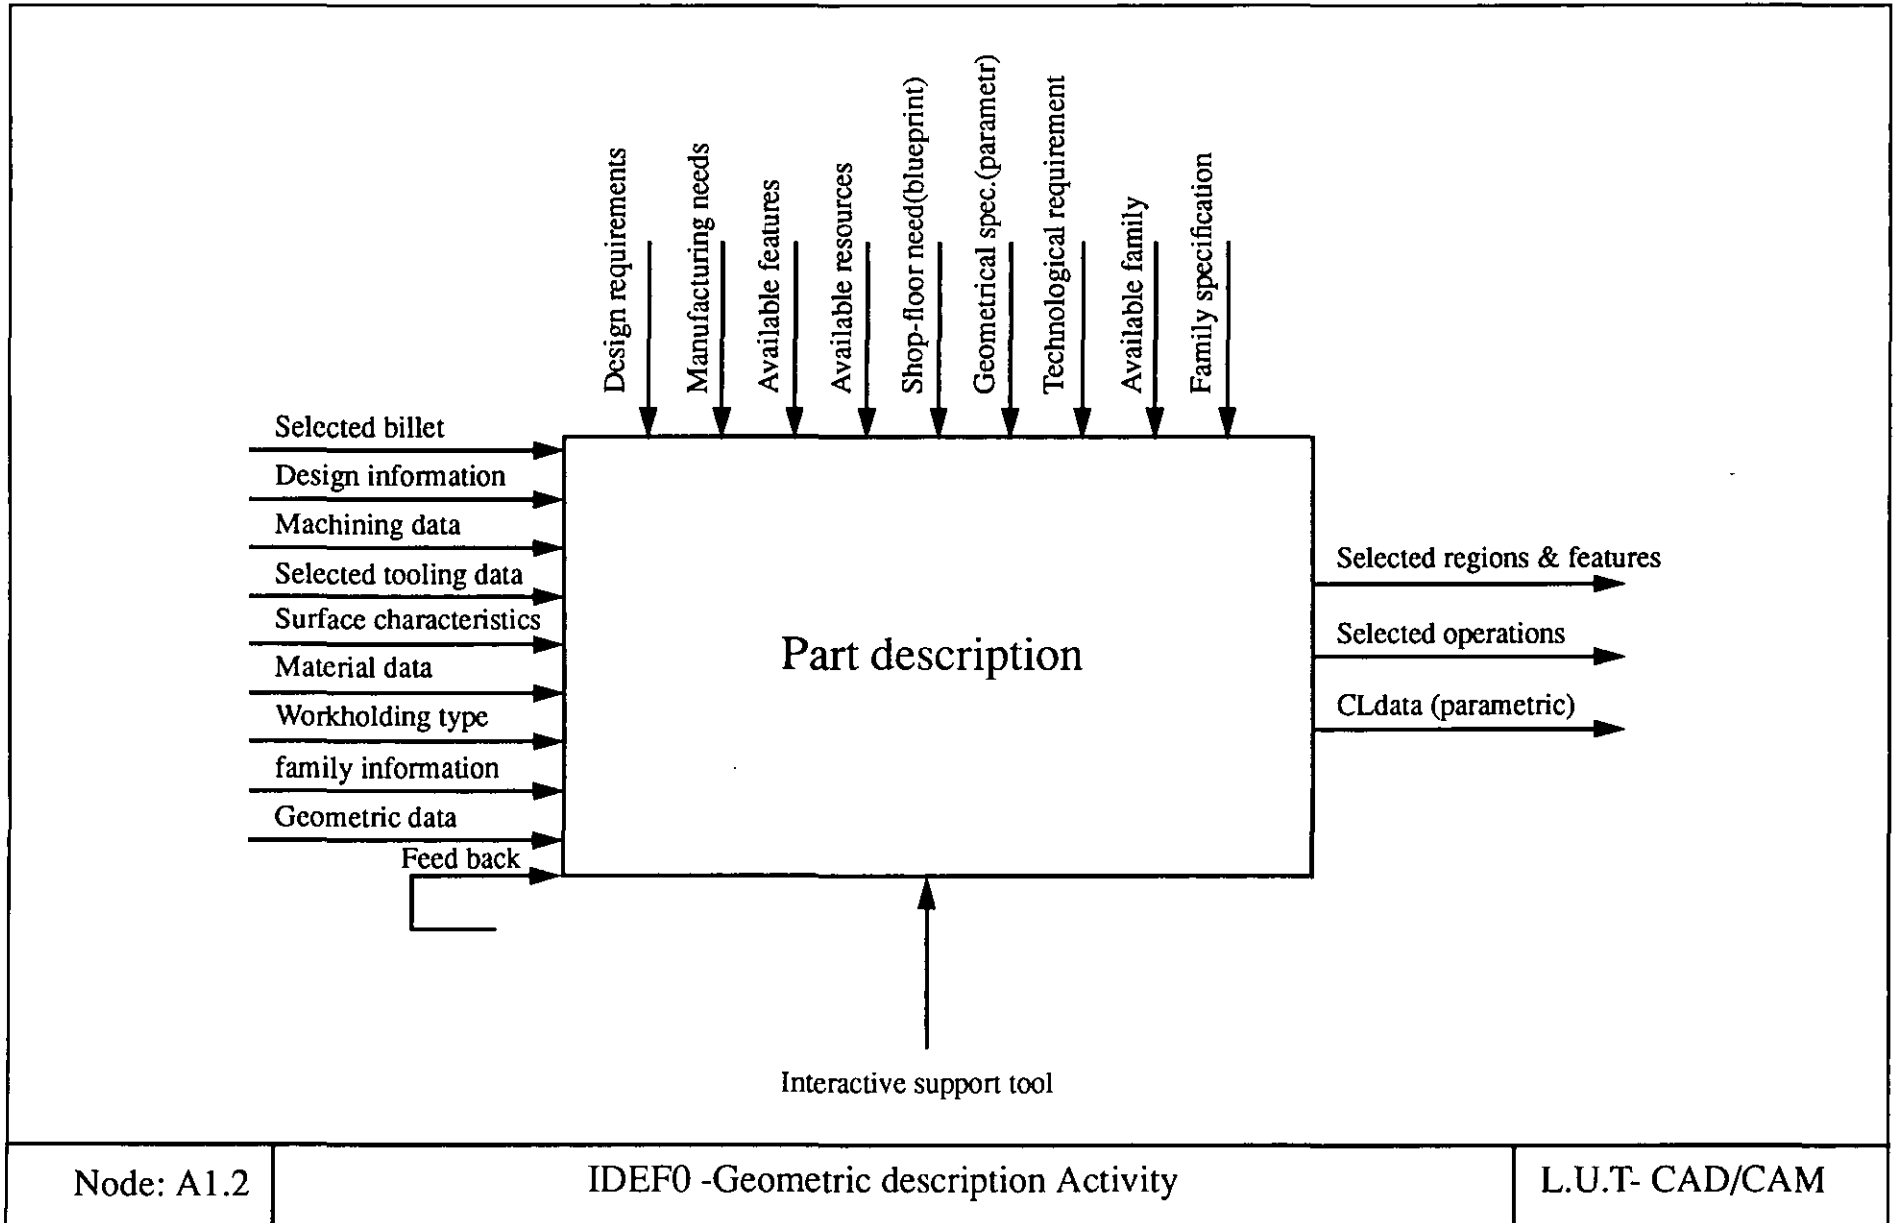 Design requirements
Manufacturing needs
Available features
Available resources
Shop-floor need(blueprint)
Geometrical spec.(parametr)
Technological requirement
Available family
Family specification
Selected billet
Design information
Machining data
Selected tooling data
Surface characteristics
Material data
Workholding type
family information
Geometric data
Feed back
Part description
Selected regions & features
Selected operations
CLdata (parametric)
Interactive support tool
Node: A1.2
IDEF0 -Geometric description Activity
L.U.T- CAD/CAM